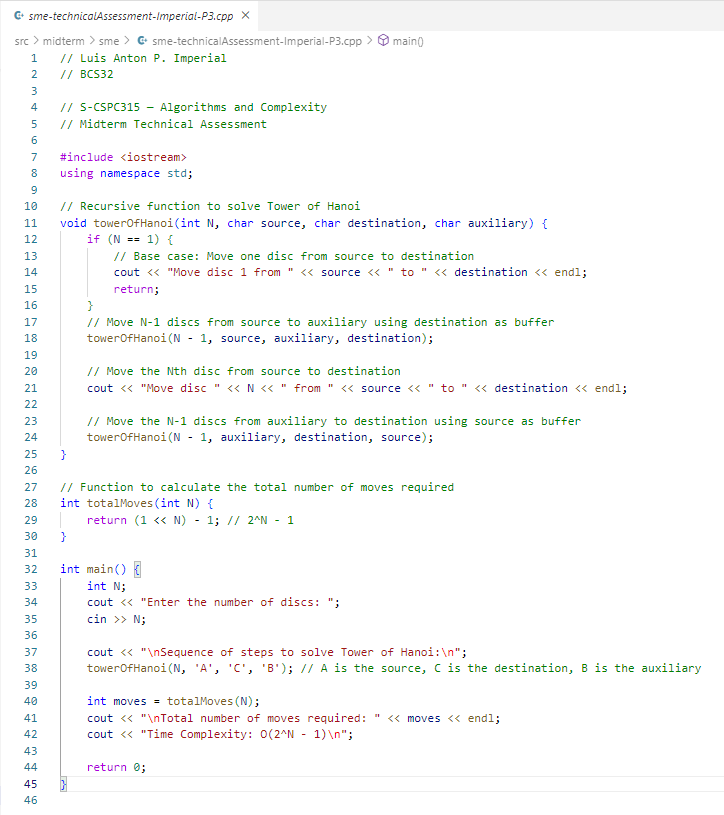 sme-technicalAssessment-Imperial-P3.cpp
src > midterm > sme > sme-technicalAssessment-Imperial-P3.cpp > main()
1 // Luis Anton P. Imperial
2 // BCS32
3
4 // S-CSPC315 – Algorithms and Complexity
5 // Midterm Technical Assessment
6
7 #include <iostream>
8 using namespace std;
9
10 // Recursive function to solve Tower of Hanoi
11 void towerOfHanoi(int N, char source, char destination, char auxiliary) {
12     if (N == 1) {
13         // Base case: Move one disc from source to destination
14         cout << "Move disc 1 from " << source << " to " << destination << endl;
15         return;
16     }
17     // Move N-1 discs from source to auxiliary using destination as buffer
18     towerOfHanoi(N - 1, source, auxiliary, destination);
19
20     // Move the Nth disc from source to destination
21     cout << "Move disc " << N << " from " << source << " to " << destination << endl;
22
23     // Move the N-1 discs from auxiliary to destination using source as buffer
24     towerOfHanoi(N - 1, auxiliary, destination, source);
25 }
26
27 // Function to calculate the total number of moves required
28 int totalMoves(int N) {
29     return (1 << N) - 1; // 2^N - 1
30 }
31
32 int main() {
33     int N;
34     cout << "Enter the number of discs: ";
35     cin >> N;
36
37     cout << "\nSequence of steps to solve Tower of Hanoi:\n";
38     towerOfHanoi(N, 'A', 'C', 'B'); // A is the source, C is the destination, B is the auxiliary
39
40     int moves = totalMoves(N);
41     cout << "\nTotal number of moves required: " << moves << endl;
42     cout << "Time Complexity: O(2^N - 1)\n";
43
44     return 0;
45 }
46